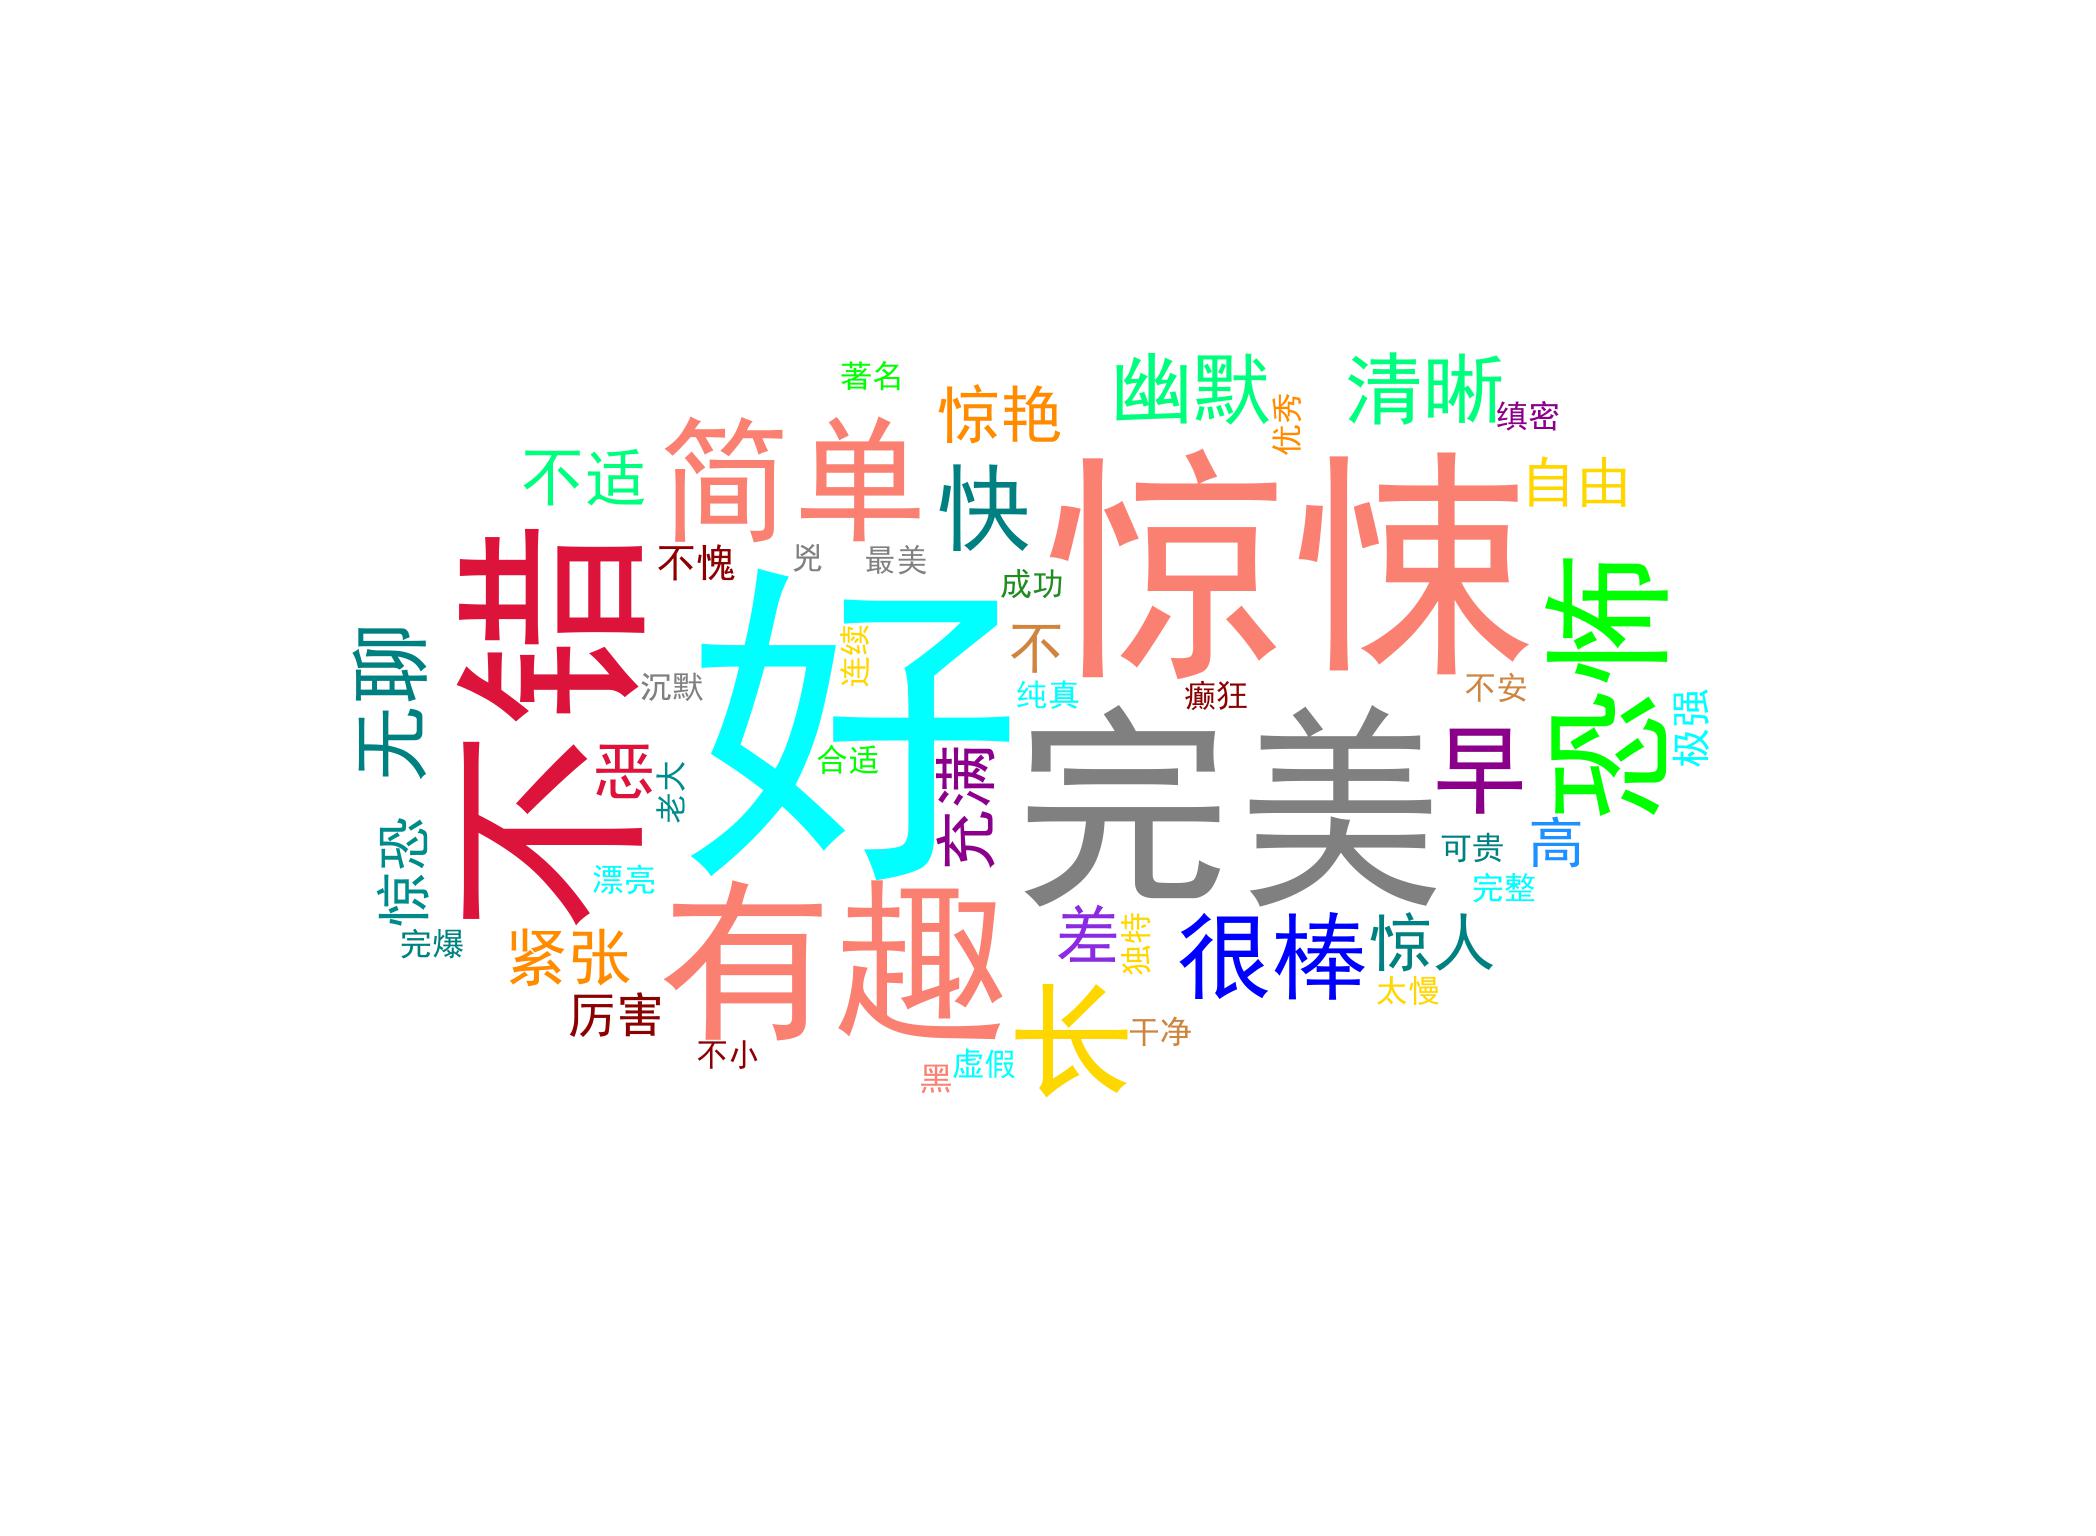 著名
惊艳
幽默
清晰
优秀
缜密
不适
简单
快
惊悚
自由
不愧
兇
最美
成功
不错
好
连续
不
恐怖
无聊
沉默
纯真
癫狂
不安
极强
恶
老大
合适
充满
完美
早
惊恐
漂亮
可贵
高
完整
完爆
紧张
有趣
差
独特
很棒
惊人
厉害
长
太慢
不小
黑
虚假
干净